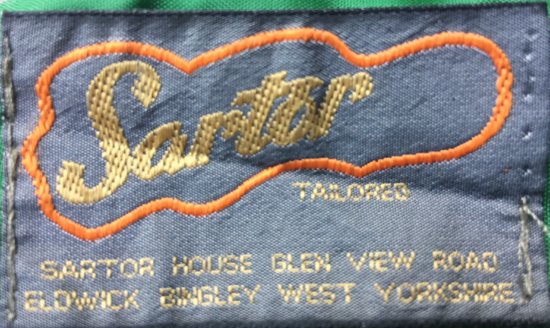 Sartor
TAILORED
SARTOR HOUSE GLEN VIEW ROAD
ELDWICK BINGLEY WEST YORKSHIRE